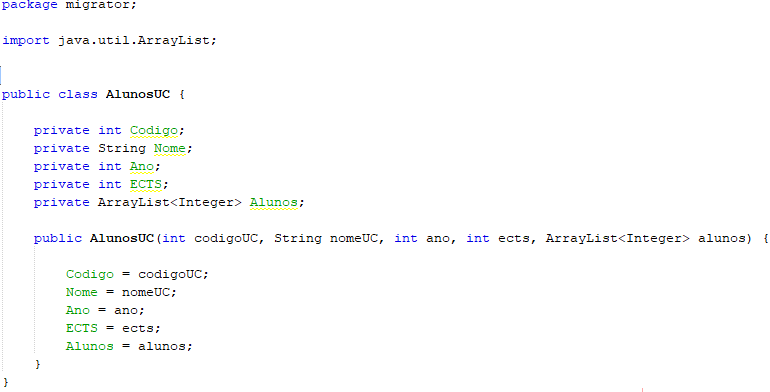 package migrator;
import java.util.ArrayList;
public class AlunosUC {
private int Codigo;
private String Nome;
private int Ano;
private int ECTS;
private ArrayList<Integer> Alunos;
public AlunosUC(int codigoUC, String nomeUC, int ano, int ects, ArrayList<Integer> alunos) {
Codigo = codigoUC;
Nome = nomeUC;
Ano = ano;
ECTS = ects;
Alunos = alunos;
}
}